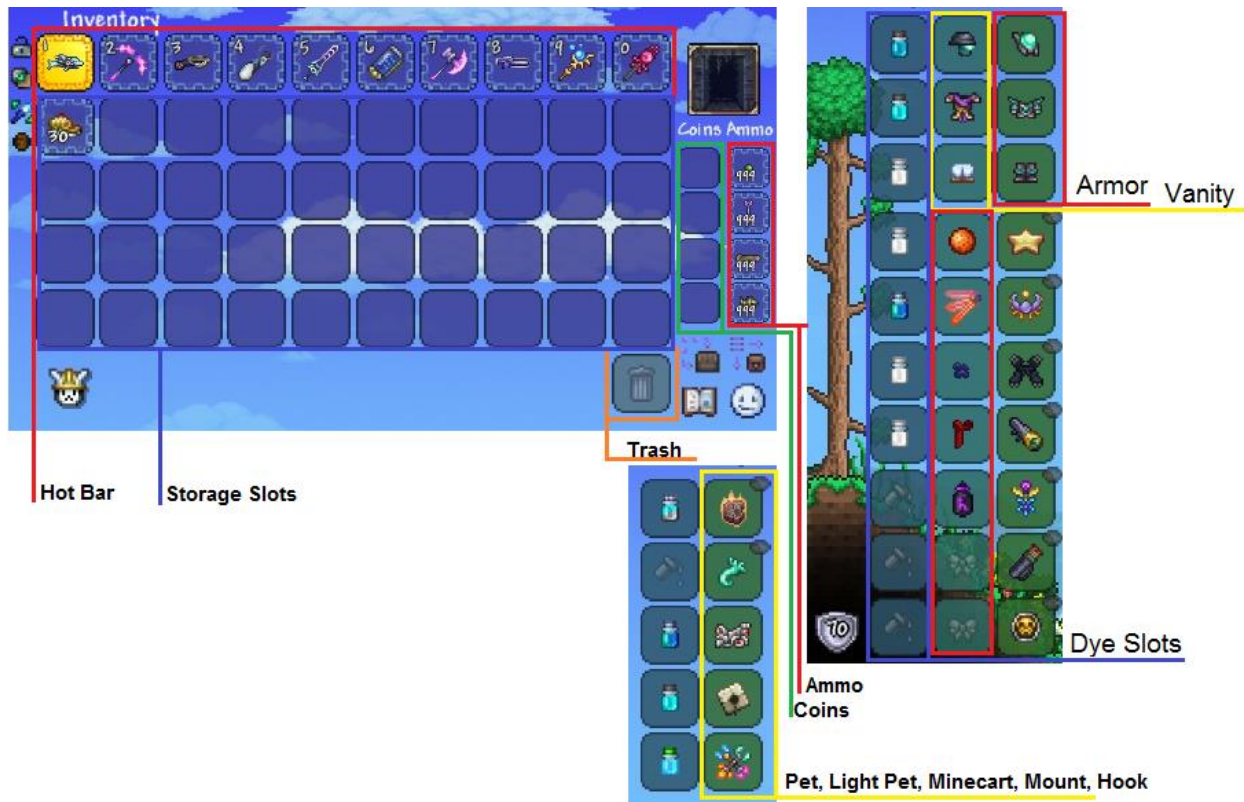 Inventory
1 2 3 4 5 6 7 8 9 0
30
Coins Ammo
999
999
999
999
Armor Vanity
Trash
Hot Bar Storage Slots
70
Dye Slots
Ammo
Coins
Pet, Light Pet, Minecart, Mount, Hook